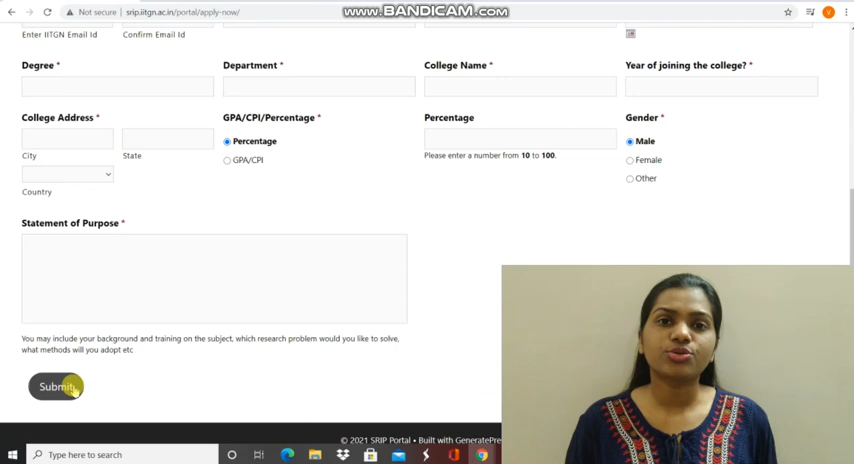 Not secure | srip.iitgn.ac.in/portal/apply-now/
WWW.BANDICAM.COM
V
Enter IITGN Email Id Confirm Email Id
Degree * Department * College Name * Year of joining the college? *
College Address * GPA/CPI/Percentage * Percentage Gender *
Percentage Male
City State Please enter a number from 10 to 100.
GPA/CPI Female
Other
Country
Statement of Purpose *
You may include your background and training on the subject, which research problem would you like to solve,
what methods will you adopt etc
Submit
© 2021 SRIP Portal • Built with GeneratePre
Type here to search